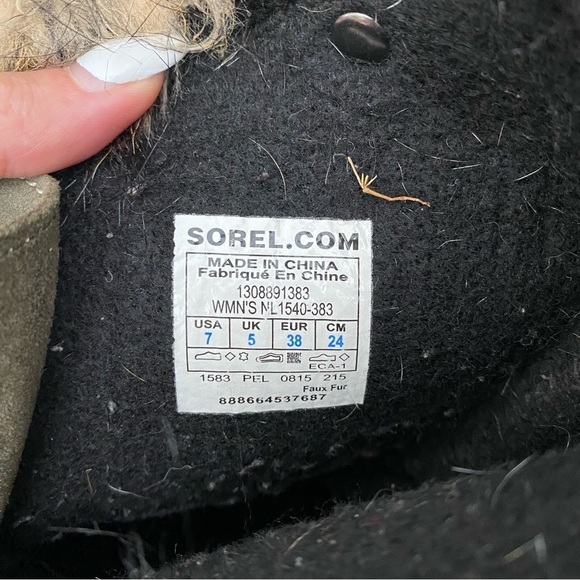 SOREL.COM
MADE IN CHINA
Fabriqué En Chine
1308891383
WMN'S NL1540-383
USA UK EUR CM
7 5 38 24
ECA-1
1583 PEL 0815 215
Faux Fur
888664537687